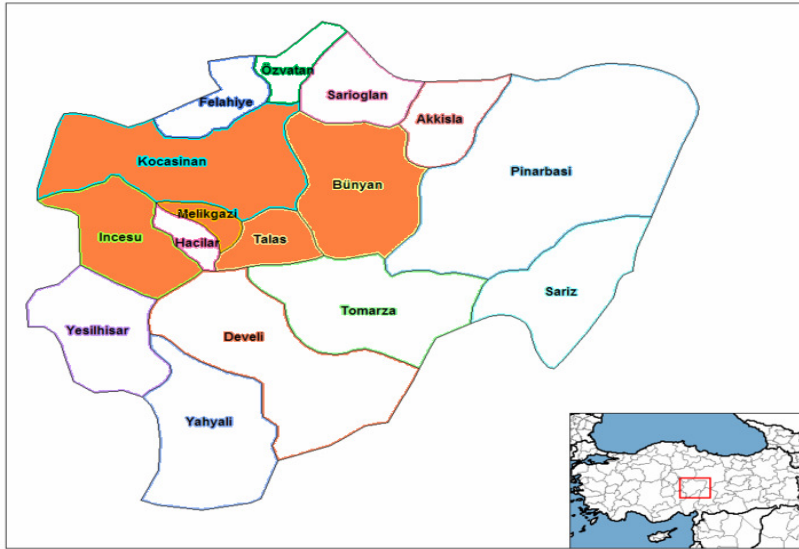 Özvatan
Sarioglan
Felahiye
Akkisla
Kocasinan
Pinarbasi
Bünyan
Melikgazi
Incesu
Hacilar
Talas
Sariz
Tomarza
Yesilhisar
Develi
Yahyali